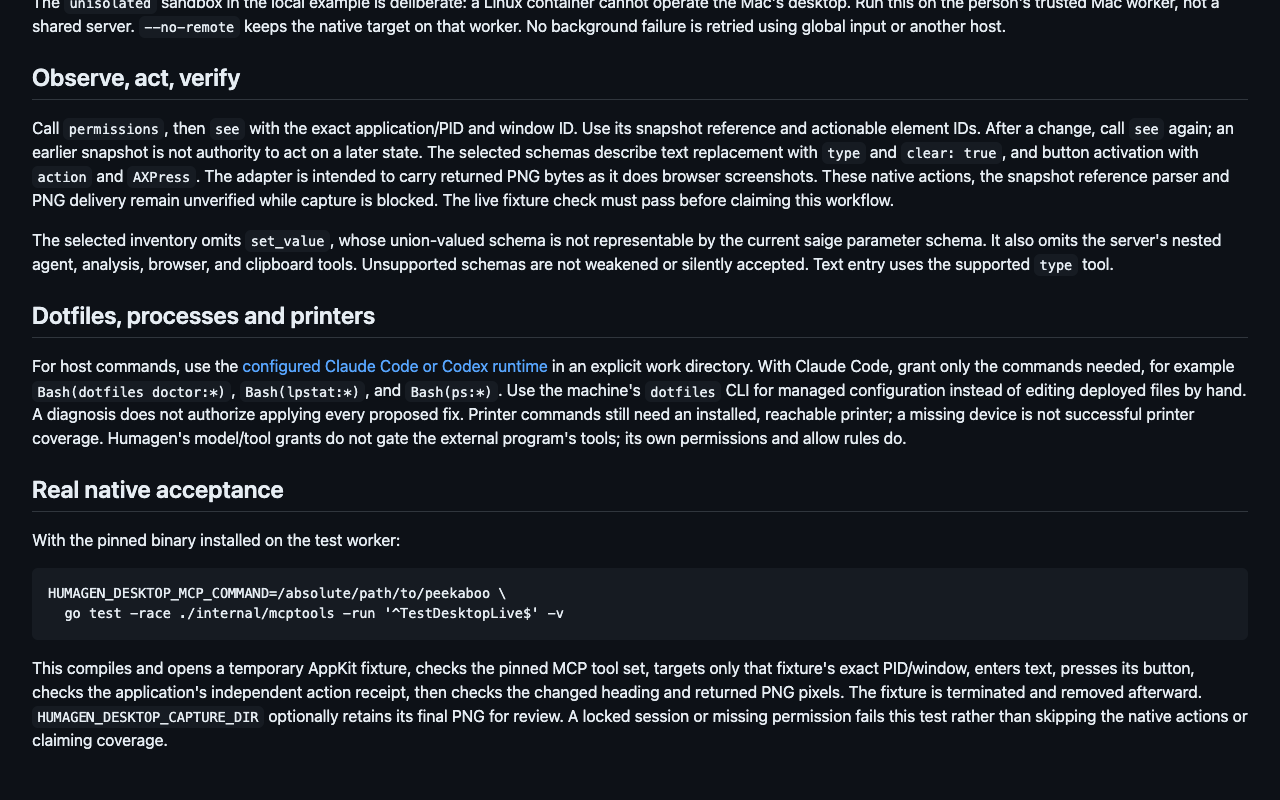 The unisolated sandbox in the local example is deliberate: a Linux container cannot operate the Mac's desktop. Run this on the person's trusted Mac worker, not a
shared server. --no-remote keeps the native target on that worker. No background failure is retried using global input or another host.
Observe, act, verify
Call permissions, then see with the exact application/PID and window ID. Use its snapshot reference and actionable element IDs. After a change, call see again; an
earlier snapshot is not authority to act on a later state. The selected schemas describe text replacement with type and clear: true, and button activation with
action and AXPress. The adapter is intended to carry returned PNG bytes as it does browser screenshots. These native actions, the snapshot reference parser and
PNG delivery remain unverified while capture is blocked. The live fixture check must pass before claiming this workflow.
The selected inventory omits set_value, whose union-valued schema is not representable by the current saige parameter schema. It also omits the server's nested
agent, analysis, browser, and clipboard tools. Unsupported schemas are not weakened or silently accepted. Text entry uses the supported type tool.
Dotfiles, processes and printers
For host commands, use the configured Claude Code or Codex runtime in an explicit work directory. With Claude Code, grant only the commands needed, for example
Bash(dotfiles doctor:*), Bash(lpstat:*), and Bash(ps:*). Use the machine's dotfiles CLI for managed configuration instead of editing deployed files by hand.
A diagnosis does not authorize applying every proposed fix. Printer commands still need an installed, reachable printer; a missing device is not successful printer
coverage. Humagen's model/tool grants do not gate the external program's tools; its own permissions and allow rules do.
Real native acceptance
With the pinned binary installed on the test worker:
HUMAGEN_DESKTOP_MCP_COMMAND=/absolute/path/to/peekaboo \
go test -race ./internal/mcptools -run '^TestDesktopLive$' -v
This compiles and opens a temporary AppKit fixture, checks the pinned MCP tool set, targets only that fixture's exact PID/window, enters text, presses its button,
checks the application's independent action receipt, then checks the changed heading and returned PNG pixels. The fixture is terminated and removed afterward.
HUMAGEN_DESKTOP_CAPTURE_DIR optionally retains its final PNG for review. A locked session or missing permission fails this test rather than skipping the native actions or
claiming coverage.